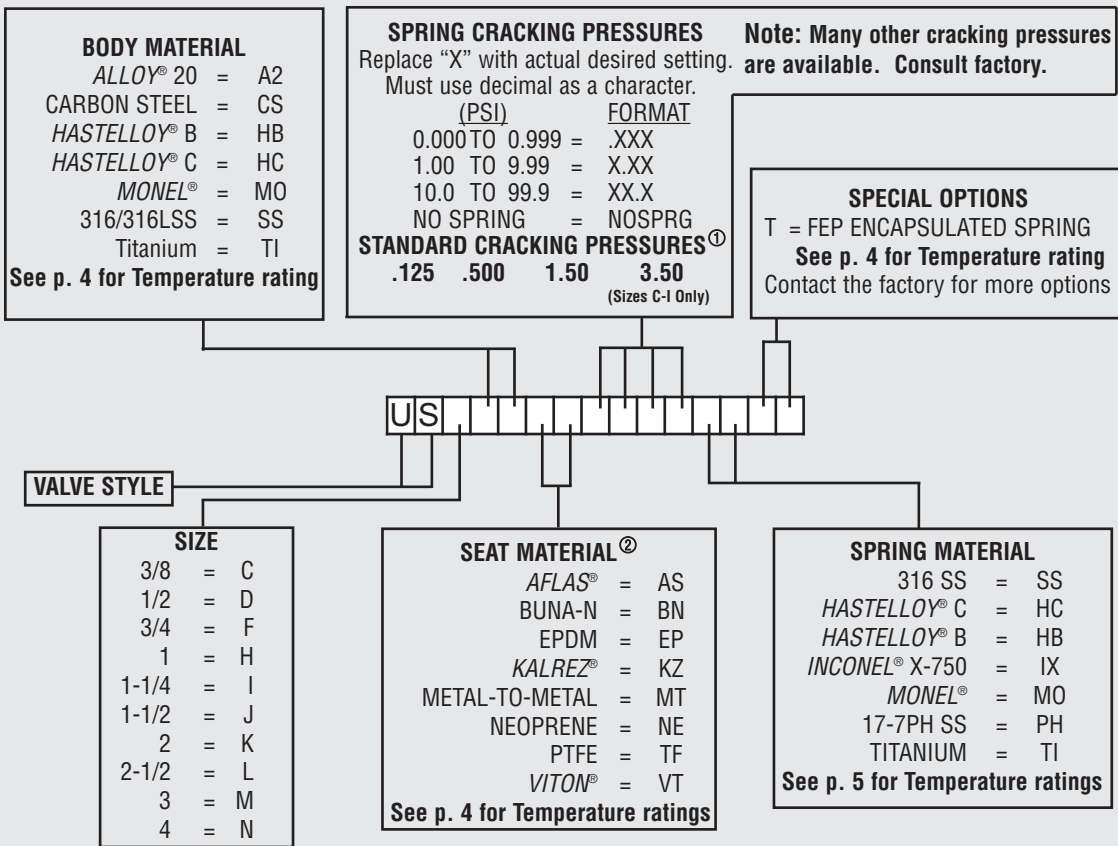 BODY MATERIAL
ALLOY® 20 = A2
CARBON STEEL = CS
HASTELLOY® B = HB
HASTELLOY® C = HC
MONEL® = MO
316/316LSS = SS
Titanium = TI
See p. 4 for Temperature rating
SPRING CRACKING PRESSURES
Replace “X” with actual desired setting.
Must use decimal as a character.
(PSI) FORMAT
0.000 TO 0.999 = .XXX
1.00 TO 9.99 = X.XX
10.0 TO 99.9 = XX.X
NO SPRING = NOSPRG
STANDARD CRACKING PRESSURES①
.125 .500 1.50 3.50
(Sizes C-I Only)
Note: Many other cracking pressures
are available. Consult factory.
SPECIAL OPTIONS
T = FEP ENCAPSULATED SPRING
See p. 4 for Temperature rating
Contact the factory for more options
US
VALVE STYLE
SIZE
3/8 = C
1/2 = D
3/4 = F
1 = H
1-1/4 = I
1-1/2 = J
2 = K
2-1/2 = L
3 = M
4 = N
SEAT MATERIAL②
AFLAS® = AS
BUNA-N = BN
EPDM = EP
KALREZ® = KZ
METAL-TO-METAL = MT
NEOPRENE = NE
PTFE = TF
VITON® = VT
See p. 4 for Temperature ratings
SPRING MATERIAL
316 SS = SS
HASTELLOY® C = HC
HASTELLOY® B = HB
INCONEL® X-750 = IX
MONEL® = MO
17-7PH SS = PH
TITANIUM = TI
See p. 5 for Temperature ratings